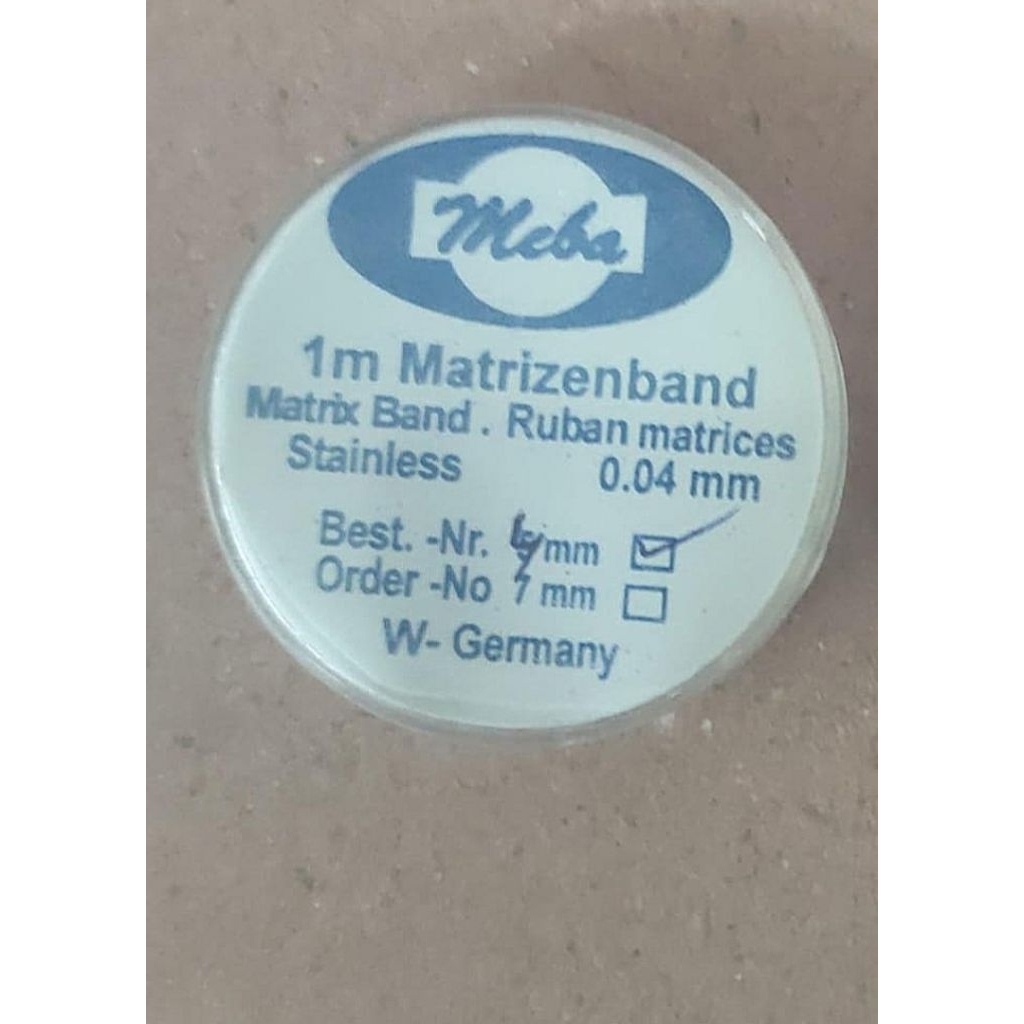 Meba
1m Matrizenband
Matrix Band . Ruban matrices
Stainless 0.04 mm
Best. -Nr. mm
Order -No 7 mm
W- Germany